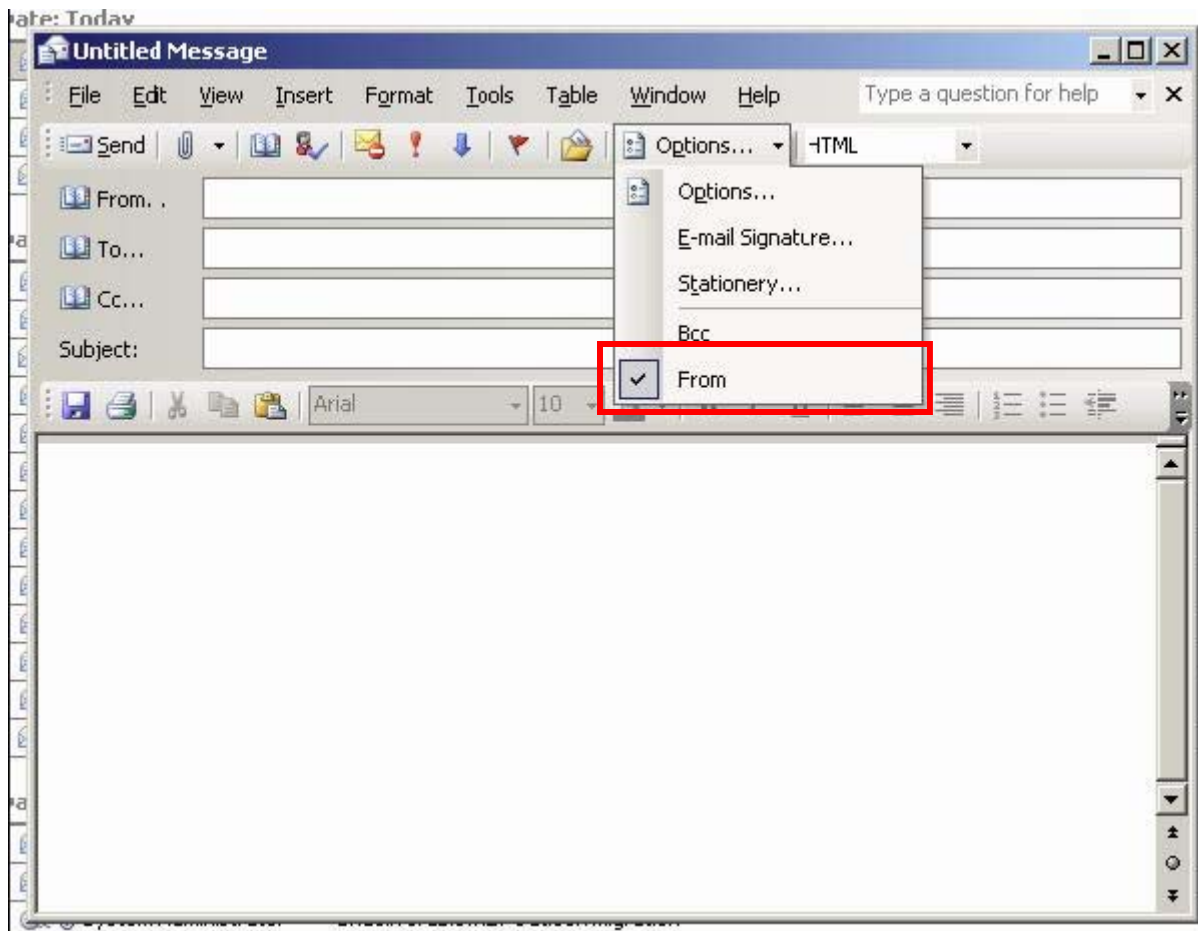 ate: Today
Untitled Message
File Edit View Insert Format Tools Table Window Help Type a question for help
Send Options... HTML
Options...
E-mail Signature...
Stationery...
Bcc
From
From. .
To...
Cc...
Subject:
Arial 10